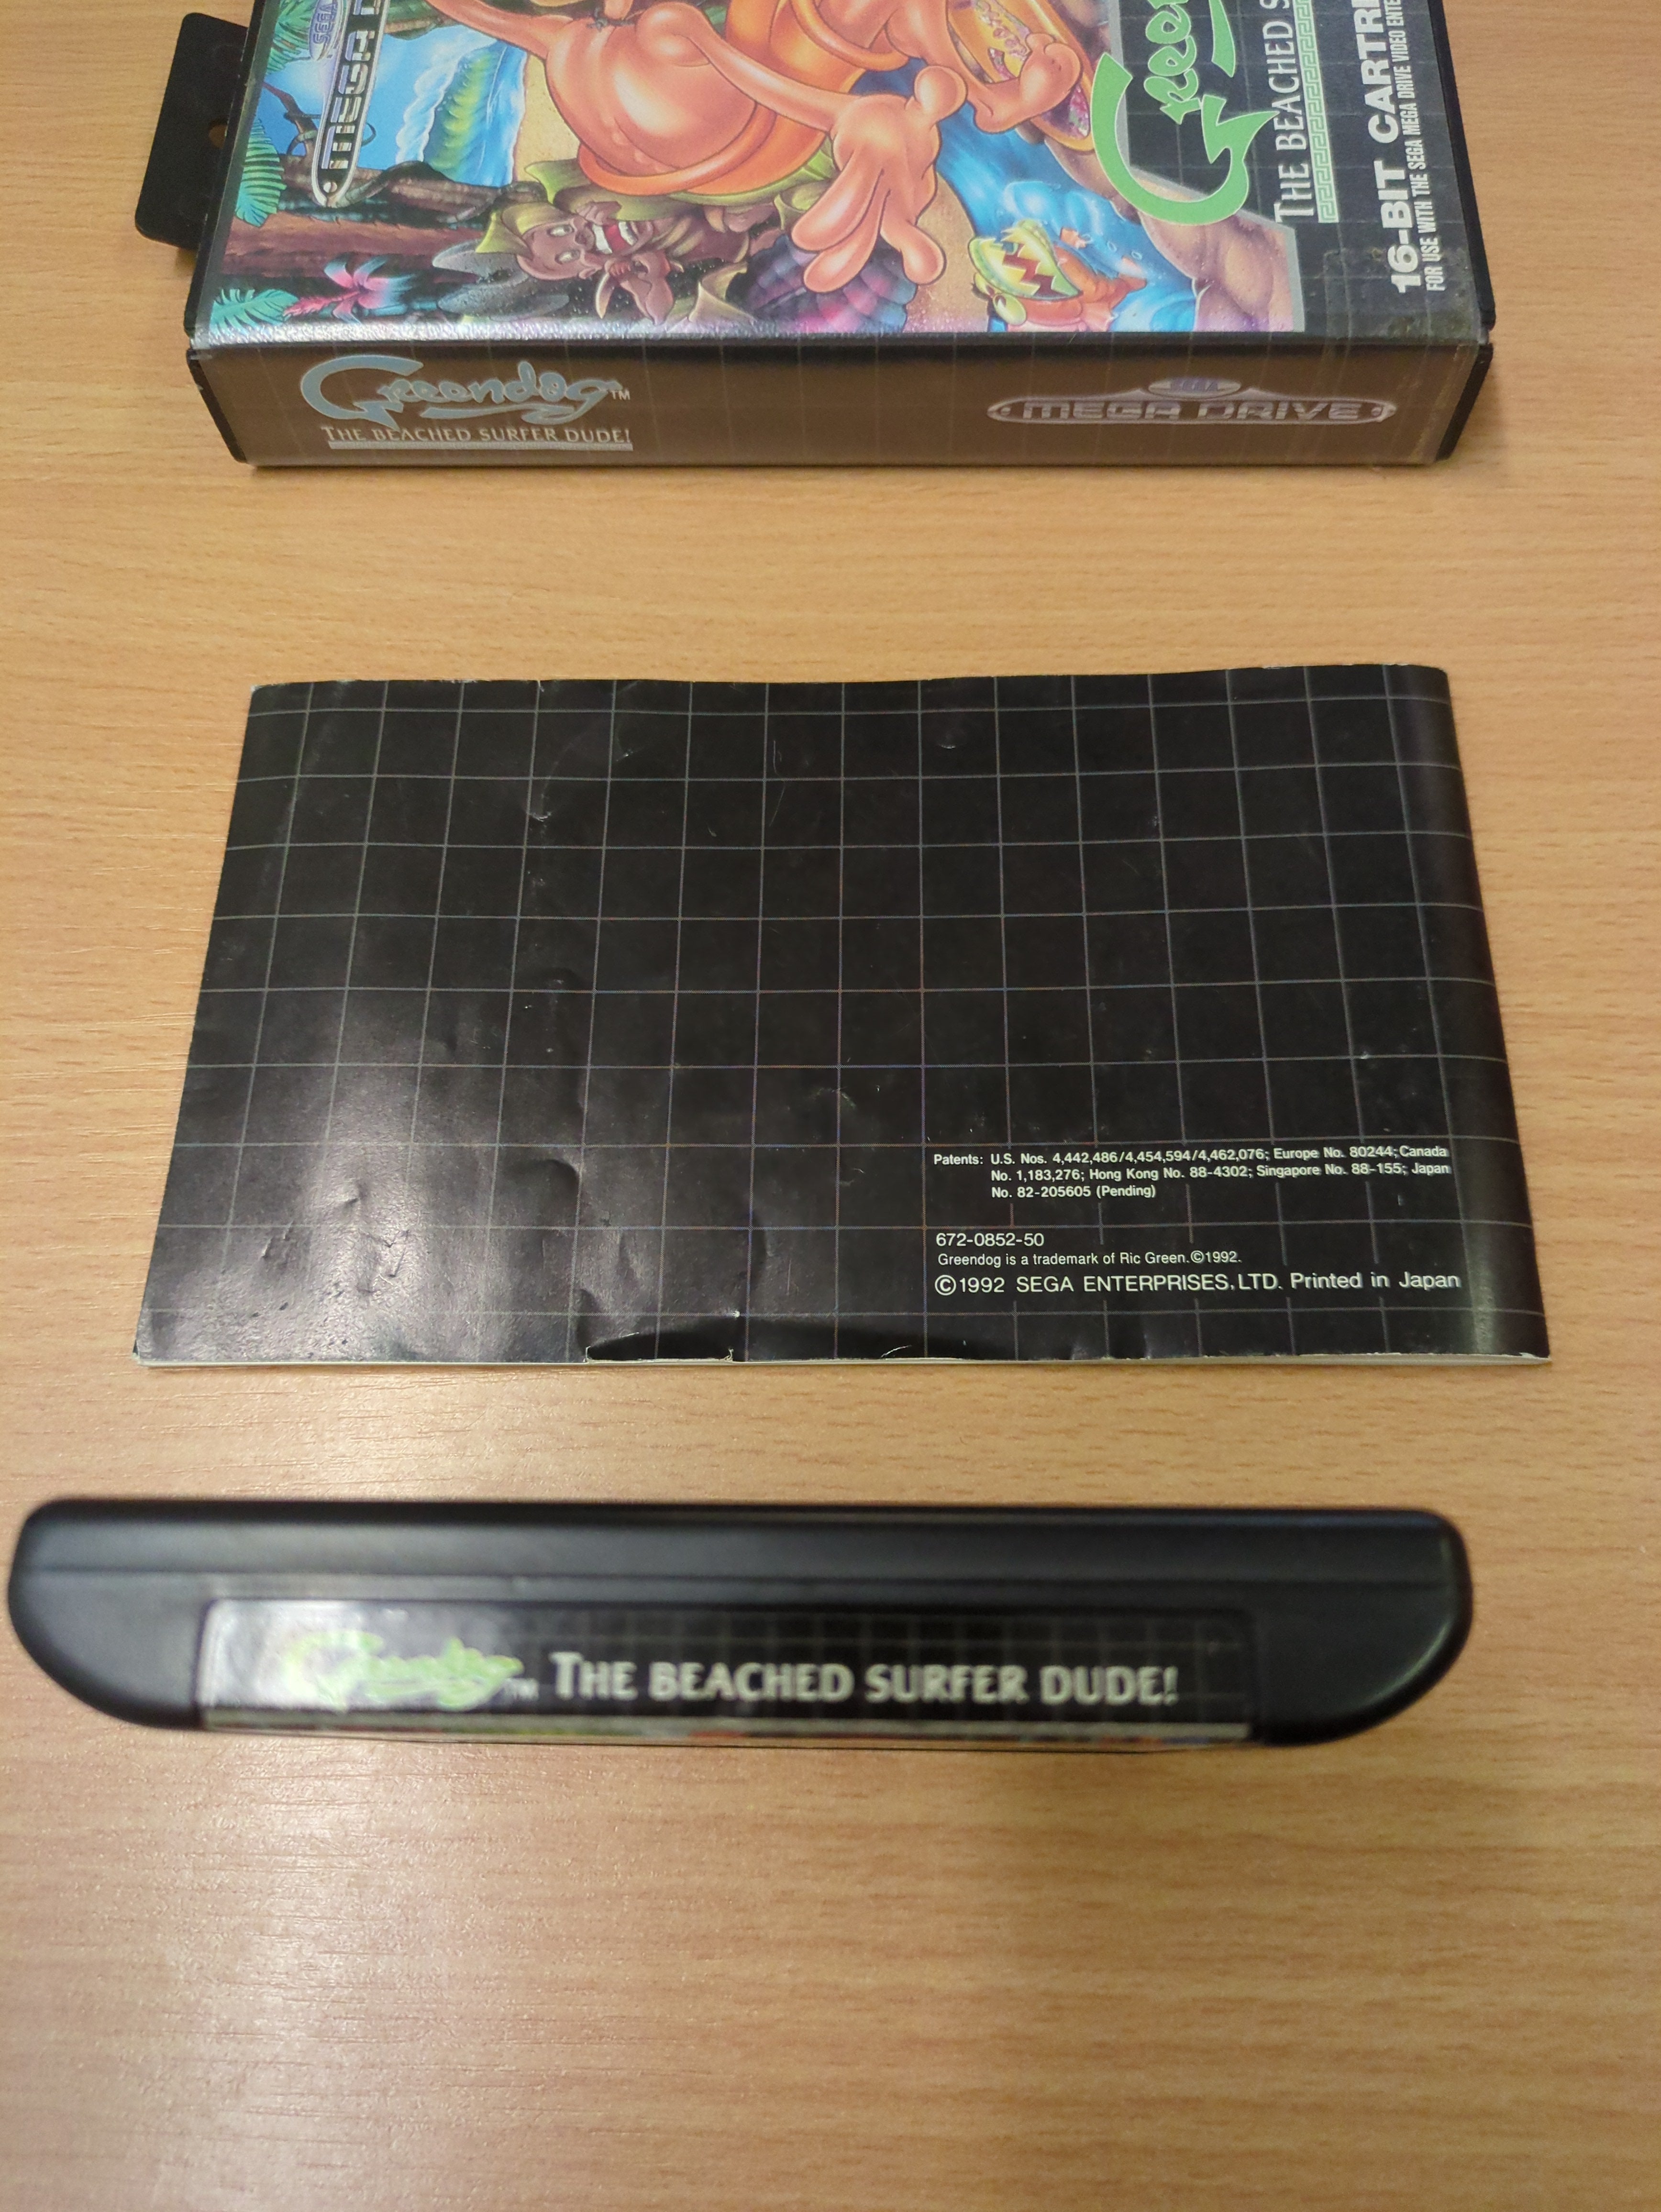 SEGA
MEGA D
Green
THE BEACHED S
16-BIT CARTRI
FOR USE WITH THE SEGA MEGA DRIVE VIDEO ENTE
Greendog™
THE BEACHED SURFER DUDE!
SEGA
MEGA DRIVE
Patents: U.S. Nos. 4,442,486/4,454,594/4,462,076; Europe No. 80244; Canada
No. 1,183,276; Hong Kong No. 88-4302; Singapore No. 88-155; Japan
No. 82-205605 (Pending)
672-0852-50
Greendog is a trademark of Ric Green.©1992.
©1992 SEGA ENTERPRISES, LTD. Printed in Japan
Greendog™ THE BEACHED SURFER DUDE!